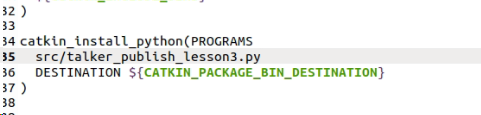 32 )
33
34 catkin_install_python(PROGRAMS
35   src/talker_publish_lesson3.py
36   DESTINATION ${CATKIN_PACKAGE_BIN_DESTINATION}
37 )
38